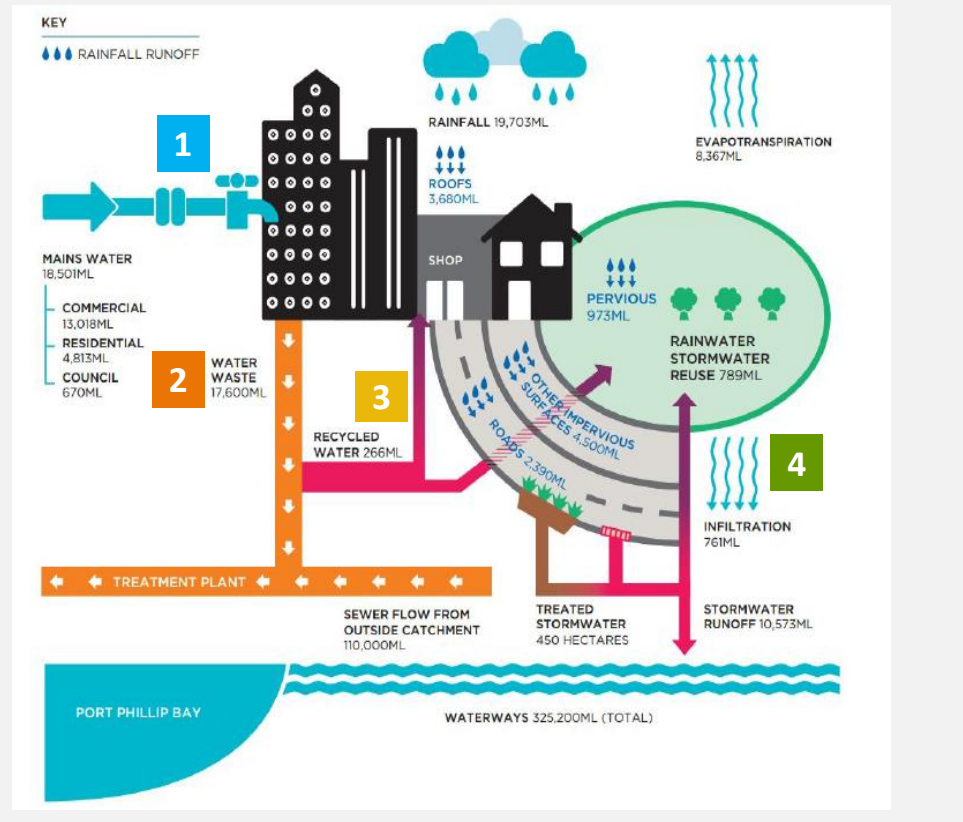 KEY
RAINFALL RUNOFF
1
RAINFALL 19,703ML
EVAPOTRANSPIRATION
8,367ML
ROOFS
3,680ML
MAINS WATER
18,501ML
COMMERCIAL
13,018ML
RESIDENTIAL
4,813ML
COUNCIL
670ML
SHOP
PERVIOUS
973ML
RAINWATER
STORMWATER
REUSE 789ML
2
WATER
WASTE
17,600ML
3
RECYCLED
WATER 266ML
OTHER IMPERVIOUS
SURFACES 4,500ML
ROADS 2,390ML
4
INFILTRATION
761ML
TREATMENT PLANT
SEWER FLOW FROM
OUTSIDE CATCHMENT
110,000ML
TREATED
STORMWATER
450 HECTARES
STORMWATER
RUNOFF 10,573ML
PORT PHILLIP BAY
WATERWAYS 325,200ML (TOTAL)